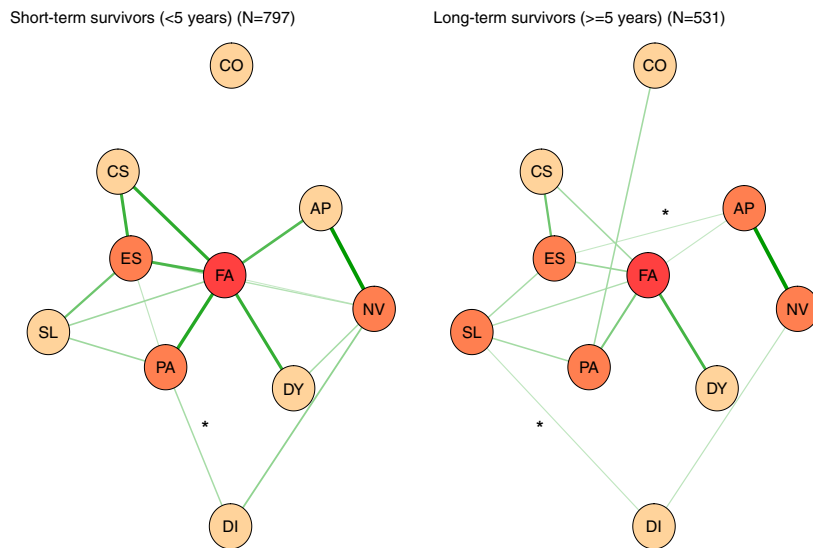 Short-term survivors (<5 years) (N=797)
CO
CS
AP
ES
FA
NV
SL
PA
DY
*
DI
Long-term survivors (>=5 years) (N=531)
CO
CS
*
AP
ES
FA
NV
SL
PA
DY
*
DI